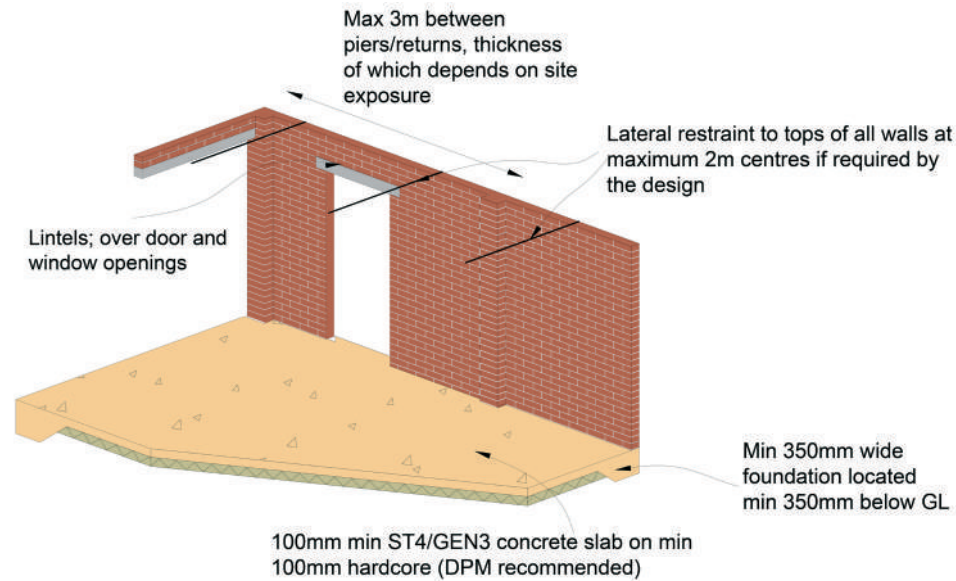 Max 3m between
piers/returns, thickness
of which depends on site
exposure
Lateral restraint to tops of all walls at
maximum 2m centres if required by
the design
Lintels; over door and
window openings
Min 350mm wide
foundation located
min 350mm below GL
100mm min ST4/GEN3 concrete slab on min
100mm hardcore (DPM recommended)